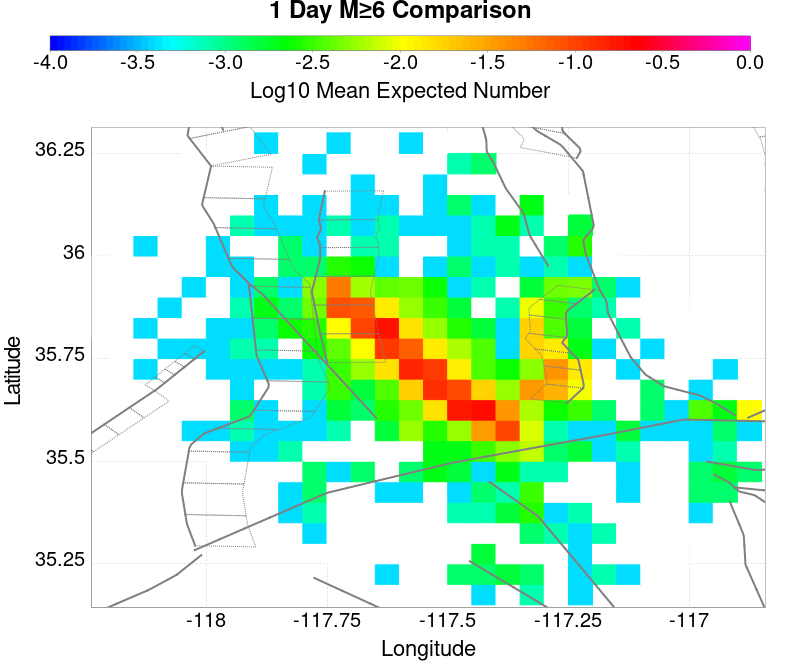 1 Day M≥6 Comparison
-4.0 -3.5 -3.0 -2.5 -2.0 -1.5 -1.0 -0.5 0.0
Log10 Mean Expected Number
36.25
36
35.75
35.5
35.25
Latitude
-118 -117.75 -117.5 -117.25 -117
Longitude